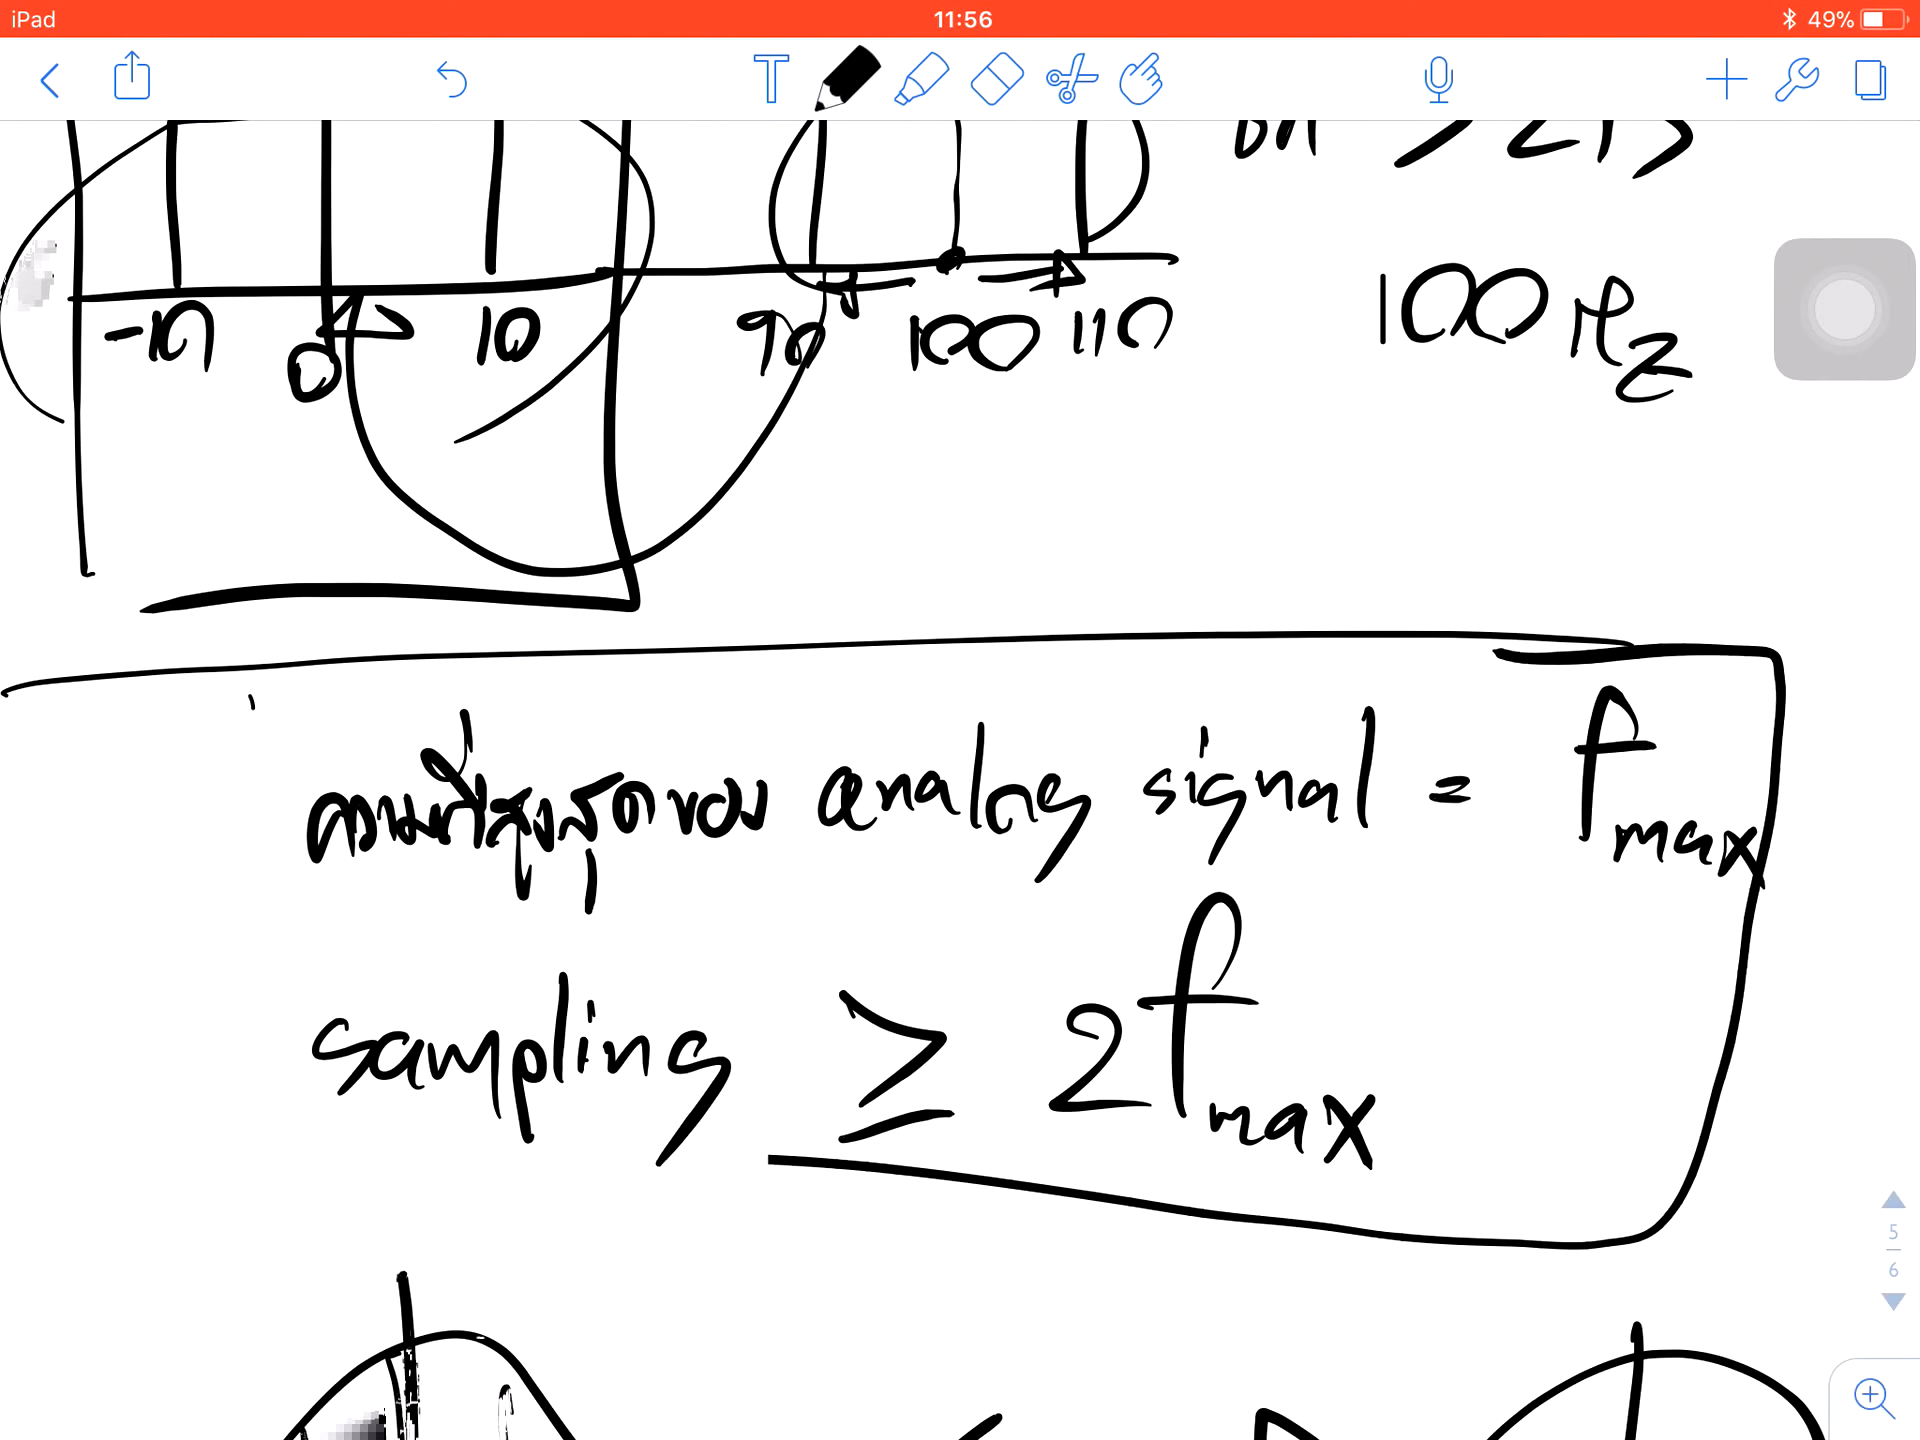 iPad 11:56 49%
T
-10 0 10 90 100 110
100 Hz
ความถี่สูงสุดของ analog signal = fmax
sampling ≥ 2fmax
5
6